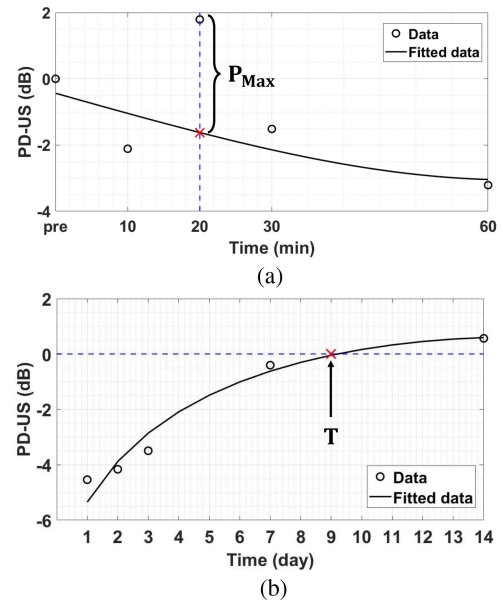 2
0
-2
-4
PD-US (dB)
Data
Fitted data
P_Max
pre 10 20 30 60
Time (min)
(a)
2
0
-2
-4
-6
PD-US (dB)
T
Data
Fitted data
1 2 3 4 5 6 7 8 9 10 11 12 13 14
Time (day)
(b)